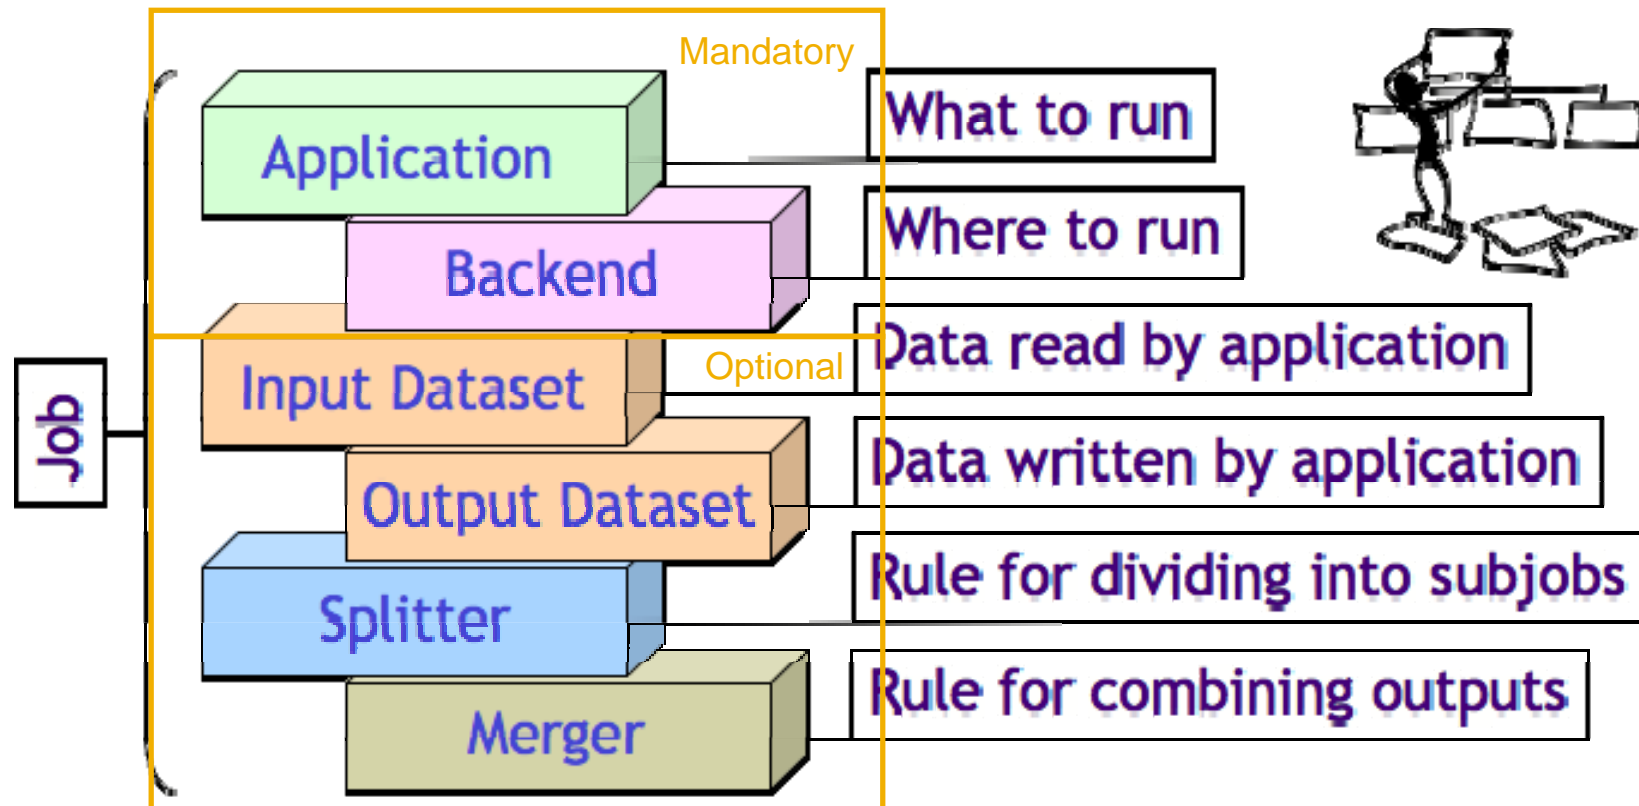 Mandatory
Application
What to run
Backend
Where to run
Optional
Input Dataset
Data read by application
Job
Output Dataset
Data written by application
Splitter
Rule for dividing into subjobs
Merger
Rule for combining outputs